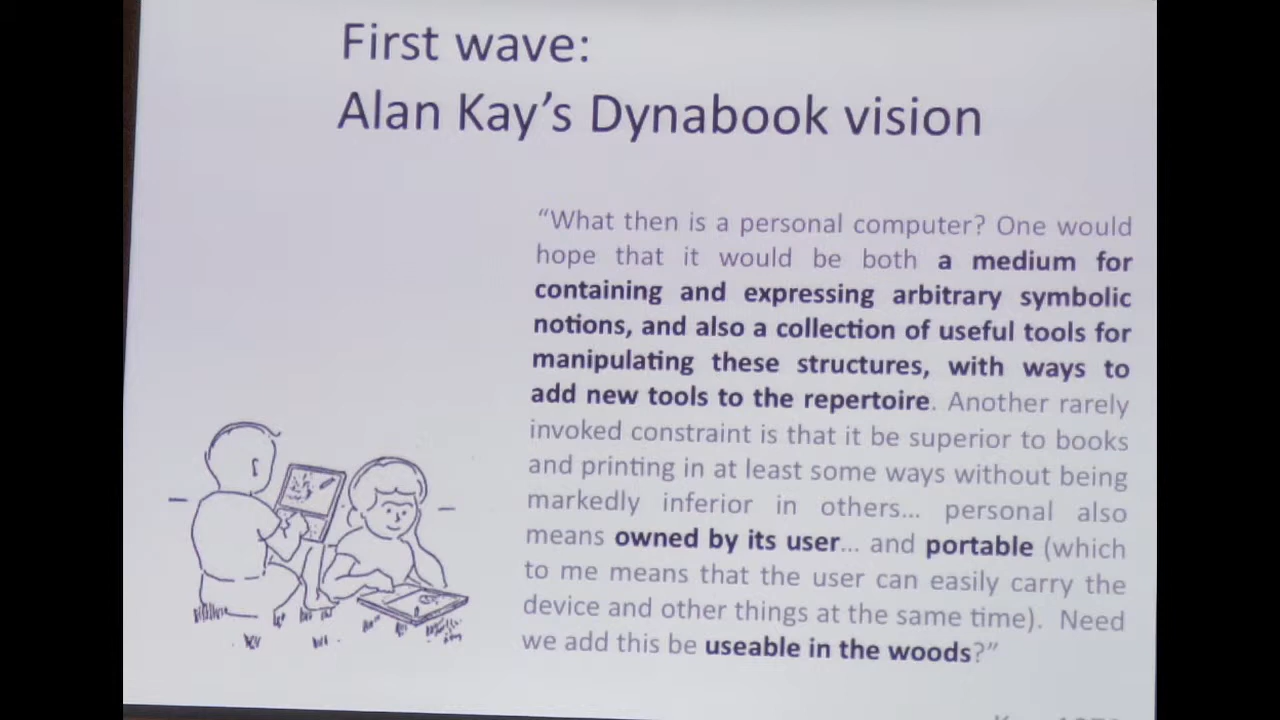 First wave:
Alan Kay's Dynabook vision
“What then is a personal computer? One would
hope that it would be both a medium for
containing and expressing arbitrary symbolic
notions, and also a collection of useful tools for
manipulating these structures, with ways to
add new tools to the repertoire. Another rarely
invoked constraint is that it be superior to books
and printing in at least some ways without being
markedly inferior in others... personal also
means owned by its user... and portable (which
to me means that the user can easily carry the
device and other things at the same time). Need
we add this be useable in the woods?”